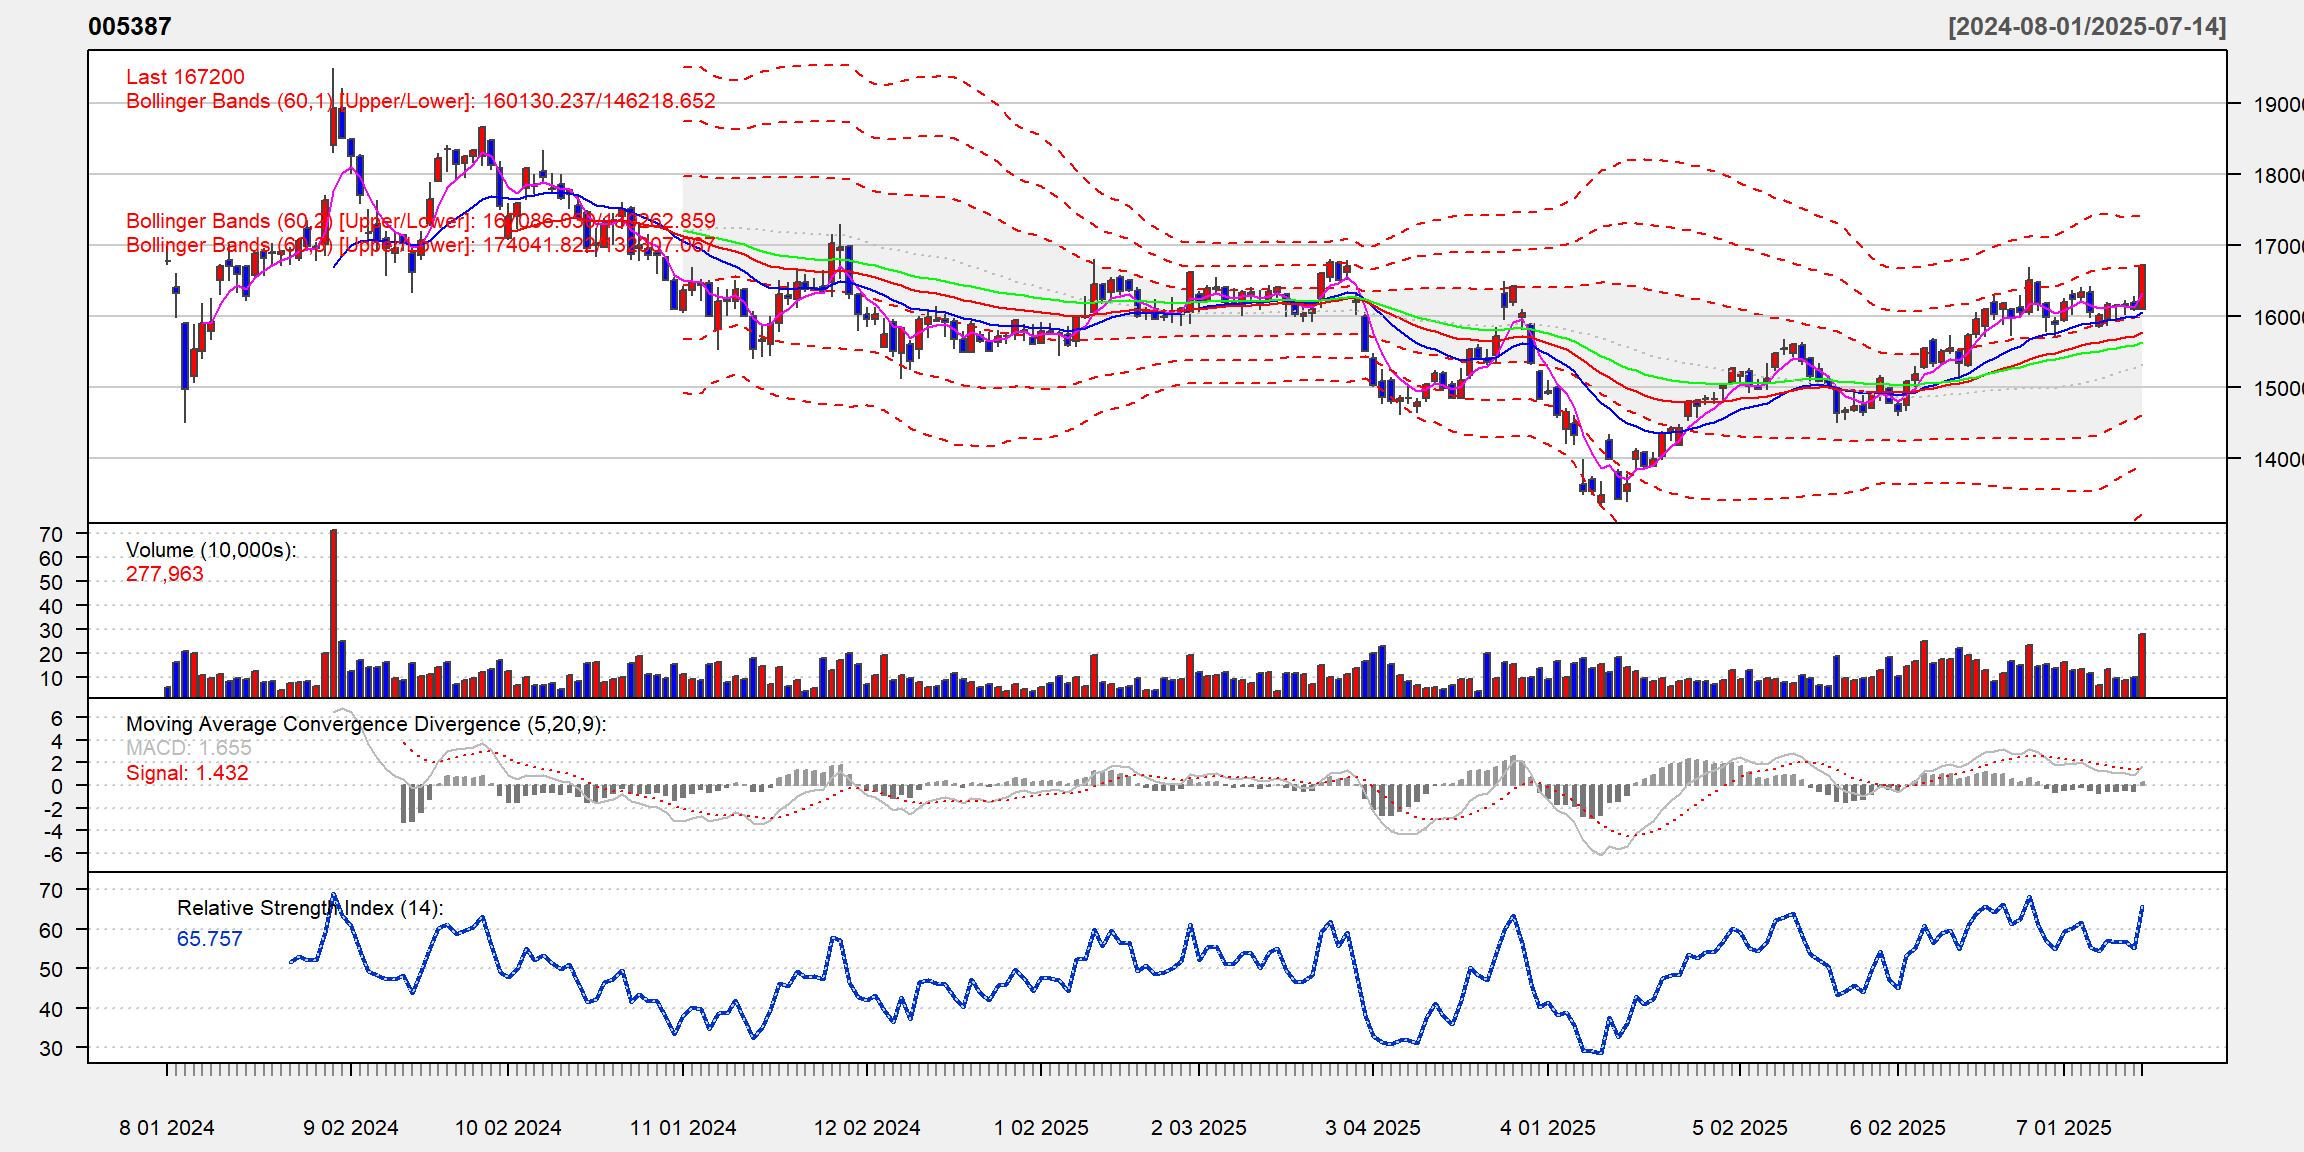 005387
[2024-08-01/2025-07-14]
Last 167200
Bollinger Bands (60,1) [Upper/Lower]: 160130.237/146218.652
Bollinger Bands (60,2) [Upper/Lower]:
Bollinger Bands (60,3) [Upper/Lower]: 174041.822/132307.067
19000
18000
17000
16000
15000
14000
Volume (10,000s):
277,963
70
60
50
40
30
20
10
Moving Average Convergence Divergence (5,20,9):
MACD: 1.655
Signal: 1.432
6
4
2
0
-2
-4
-6
Relative Strength Index (14):
65.757
70
60
50
40
30
8 01 2024
9 02 2024
10 02 2024
11 01 2024
12 02 2024
1 02 2025
2 03 2025
3 04 2025
4 01 2025
5 02 2025
6 02 2025
7 01 2025